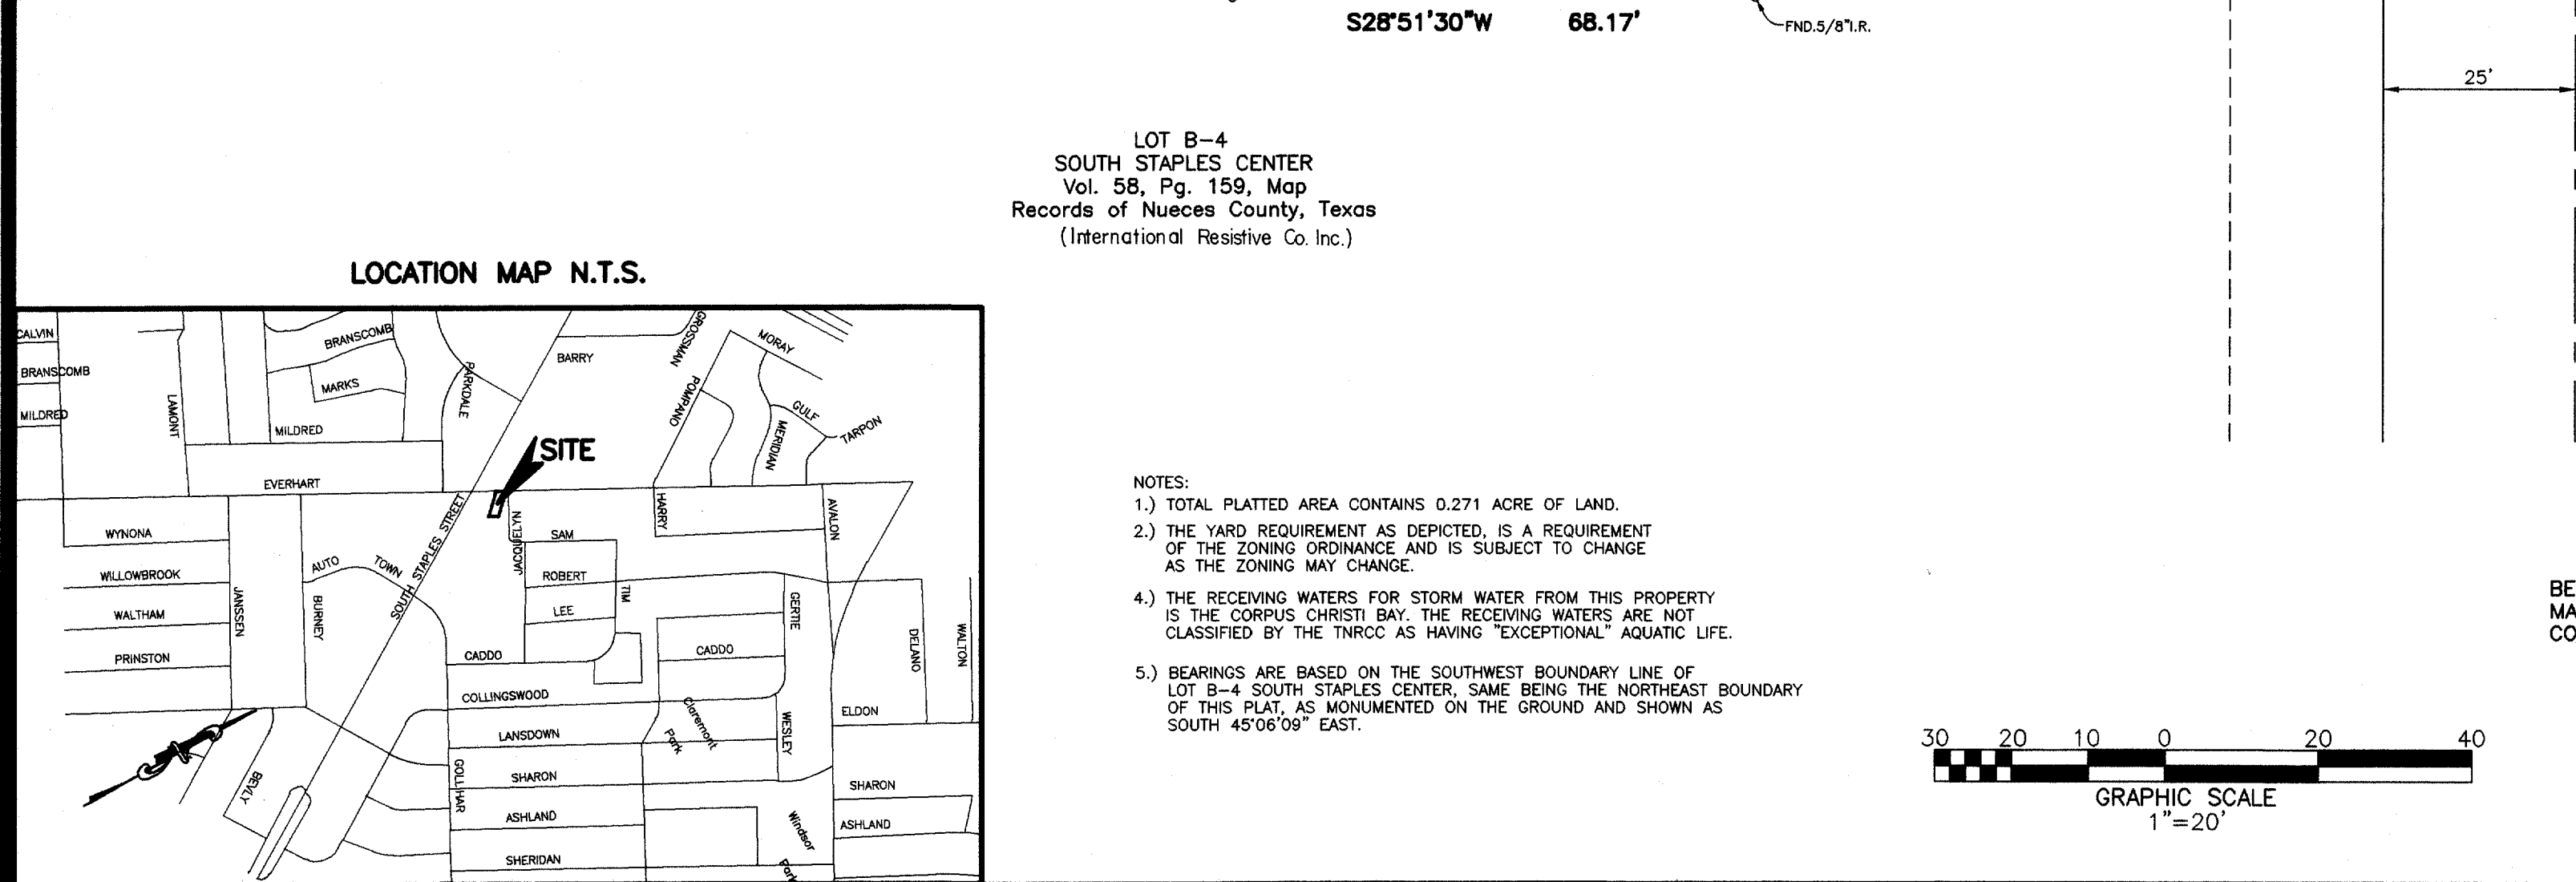 S28°51'30"W 68.17'
FND.5/8"I.R.
25'
LOT B-4
SOUTH STAPLES CENTER
Vol. 58, Pg. 159, Map
Records of Nueces County, Texas
(International Resistive Co. Inc.)
LOCATION MAP N.T.S.
CALVIN
BRANSCOMB
MILDRED
LAMONT
BRANSCOMB
MARKS
MILDRED
PARKDALE
BARRY
GROSSMAN
MORAY
POMPANO
GULF
MERIDIAN
TARPON
SITE
EVERHART
SOUTH STAPLES STREET
JACQUELYN
HARRY
AVALON
WYNONA
WILLOWBROOK
WALTHAM
PRINSTON
JANSSEN
BURNEY
AUTO TOWN
SAM
ROBERT
LEE
TIM
GERTIE
DELANO
WALTON
CADDO
CADDO
COLLINGSWOOD
Claremont
Park
WESLEY
ELDON
LANSDOWN
GOLLIHAR
SHARON
SHARON
BEVLY
ASHLAND
ASHLAND
Windsor
Park
SHERIDAN
NOTES:
1.) TOTAL PLATTED AREA CONTAINS 0.271 ACRE OF LAND.
2.) THE YARD REQUIREMENT AS DEPICTED, IS A REQUIREMENT
OF THE ZONING ORDINANCE AND IS SUBJECT TO CHANGE
AS THE ZONING MAY CHANGE.
4.) THE RECEIVING WATERS FOR STORM WATER FROM THIS PROPERTY
IS THE CORPUS CHRISTI BAY. THE RECEIVING WATERS ARE NOT
CLASSIFIED BY THE TNRCC AS HAVING "EXCEPTIONAL" AQUATIC LIFE.
5.) BEARINGS ARE BASED ON THE SOUTHWEST BOUNDARY LINE OF
LOT B-4 SOUTH STAPLES CENTER, SAME BEING THE NORTHEAST BOUNDARY
OF THIS PLAT, AS MONUMENTED ON THE GROUND AND SHOWN AS
SOUTH 45°06'09" EAST.
BE
MA
CO
30 20 10 0 20 40
GRAPHIC SCALE
1"=20'